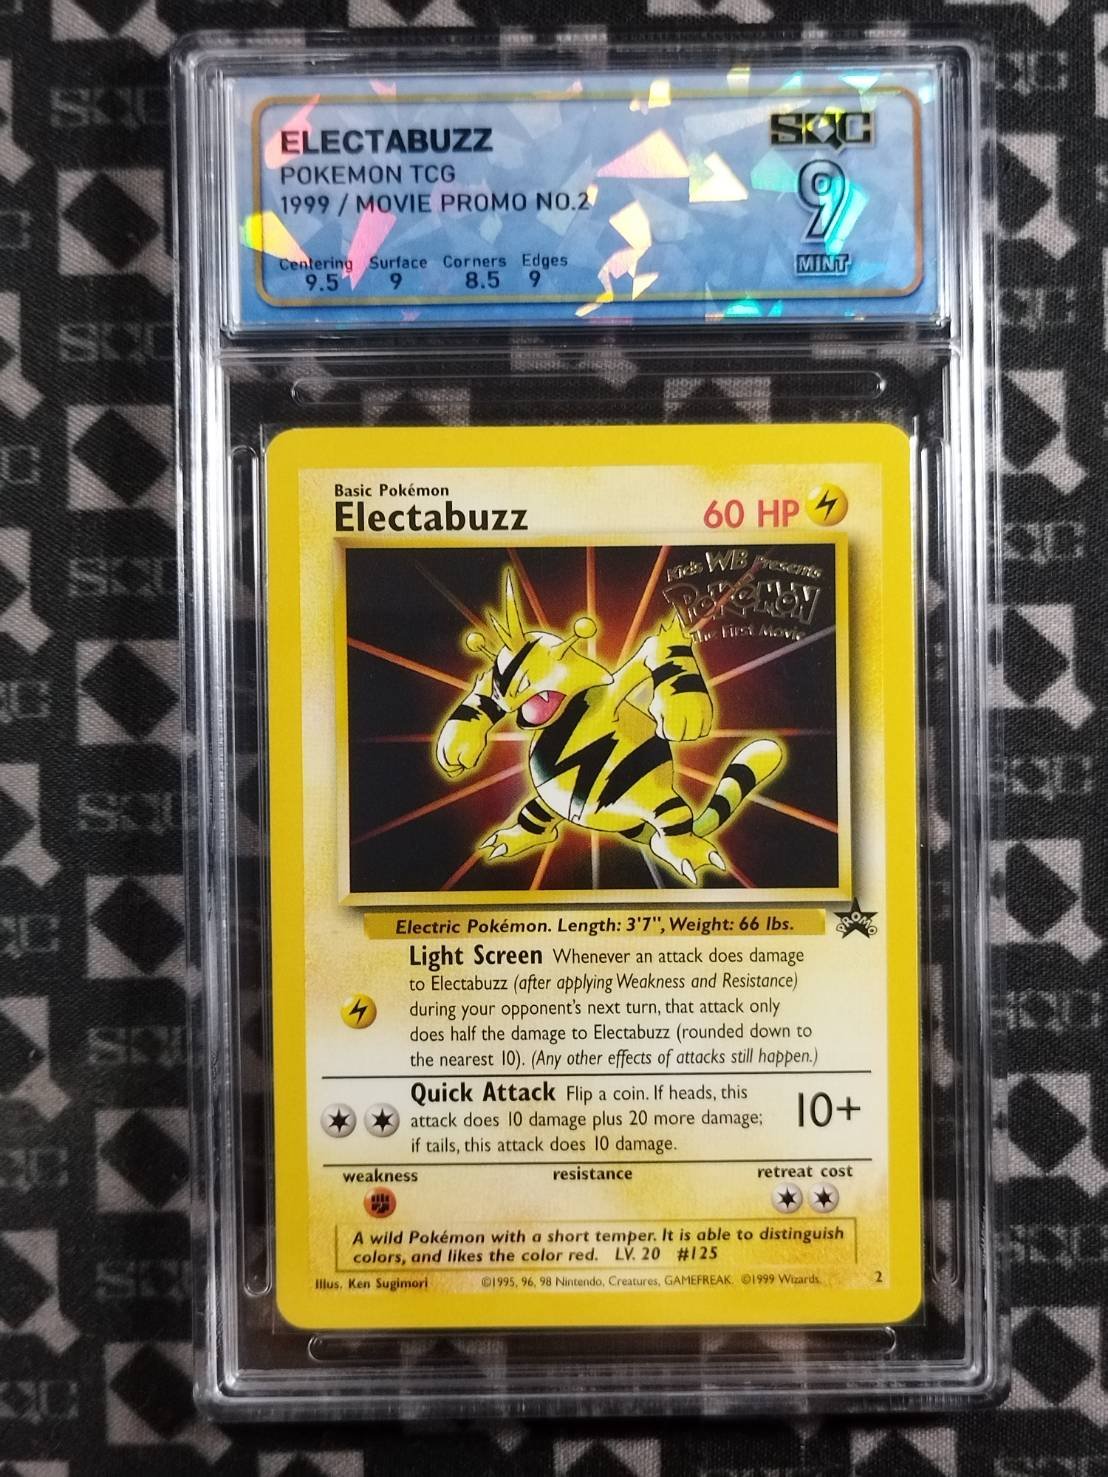 ELECTABUZZ
POKEMON TCG
1999 / MOVIE PROMO NO.2
Centering Surface Corners Edges
9.5 9 8.5 9
SQC
9
MINT
Basic Pokémon
Electabuzz
60 HP
Kids WB Presents
Pokémon
The First Movie
Electric Pokémon. Length: 3'7", Weight: 66 lbs.
PROMO
Light Screen Whenever an attack does damage
to Electabuzz (after applying Weakness and Resistance)
during your opponent's next turn, that attack only
does half the damage to Electabuzz (rounded down to
the nearest 10). (Any other effects of attacks still happen.)
Quick Attack Flip a coin. If heads, this
attack does 10 damage plus 20 more damage;
if tails, this attack does 10 damage.
10+
weakness resistance retreat cost
A wild Pokémon with a short temper. It is able to distinguish
colors, and likes the color red. LV. 20 #125
Illus. Ken Sugimori ©1995, 96, 98 Nintendo, Creatures, GAMEFREAK. ©1999 Wizards. 2